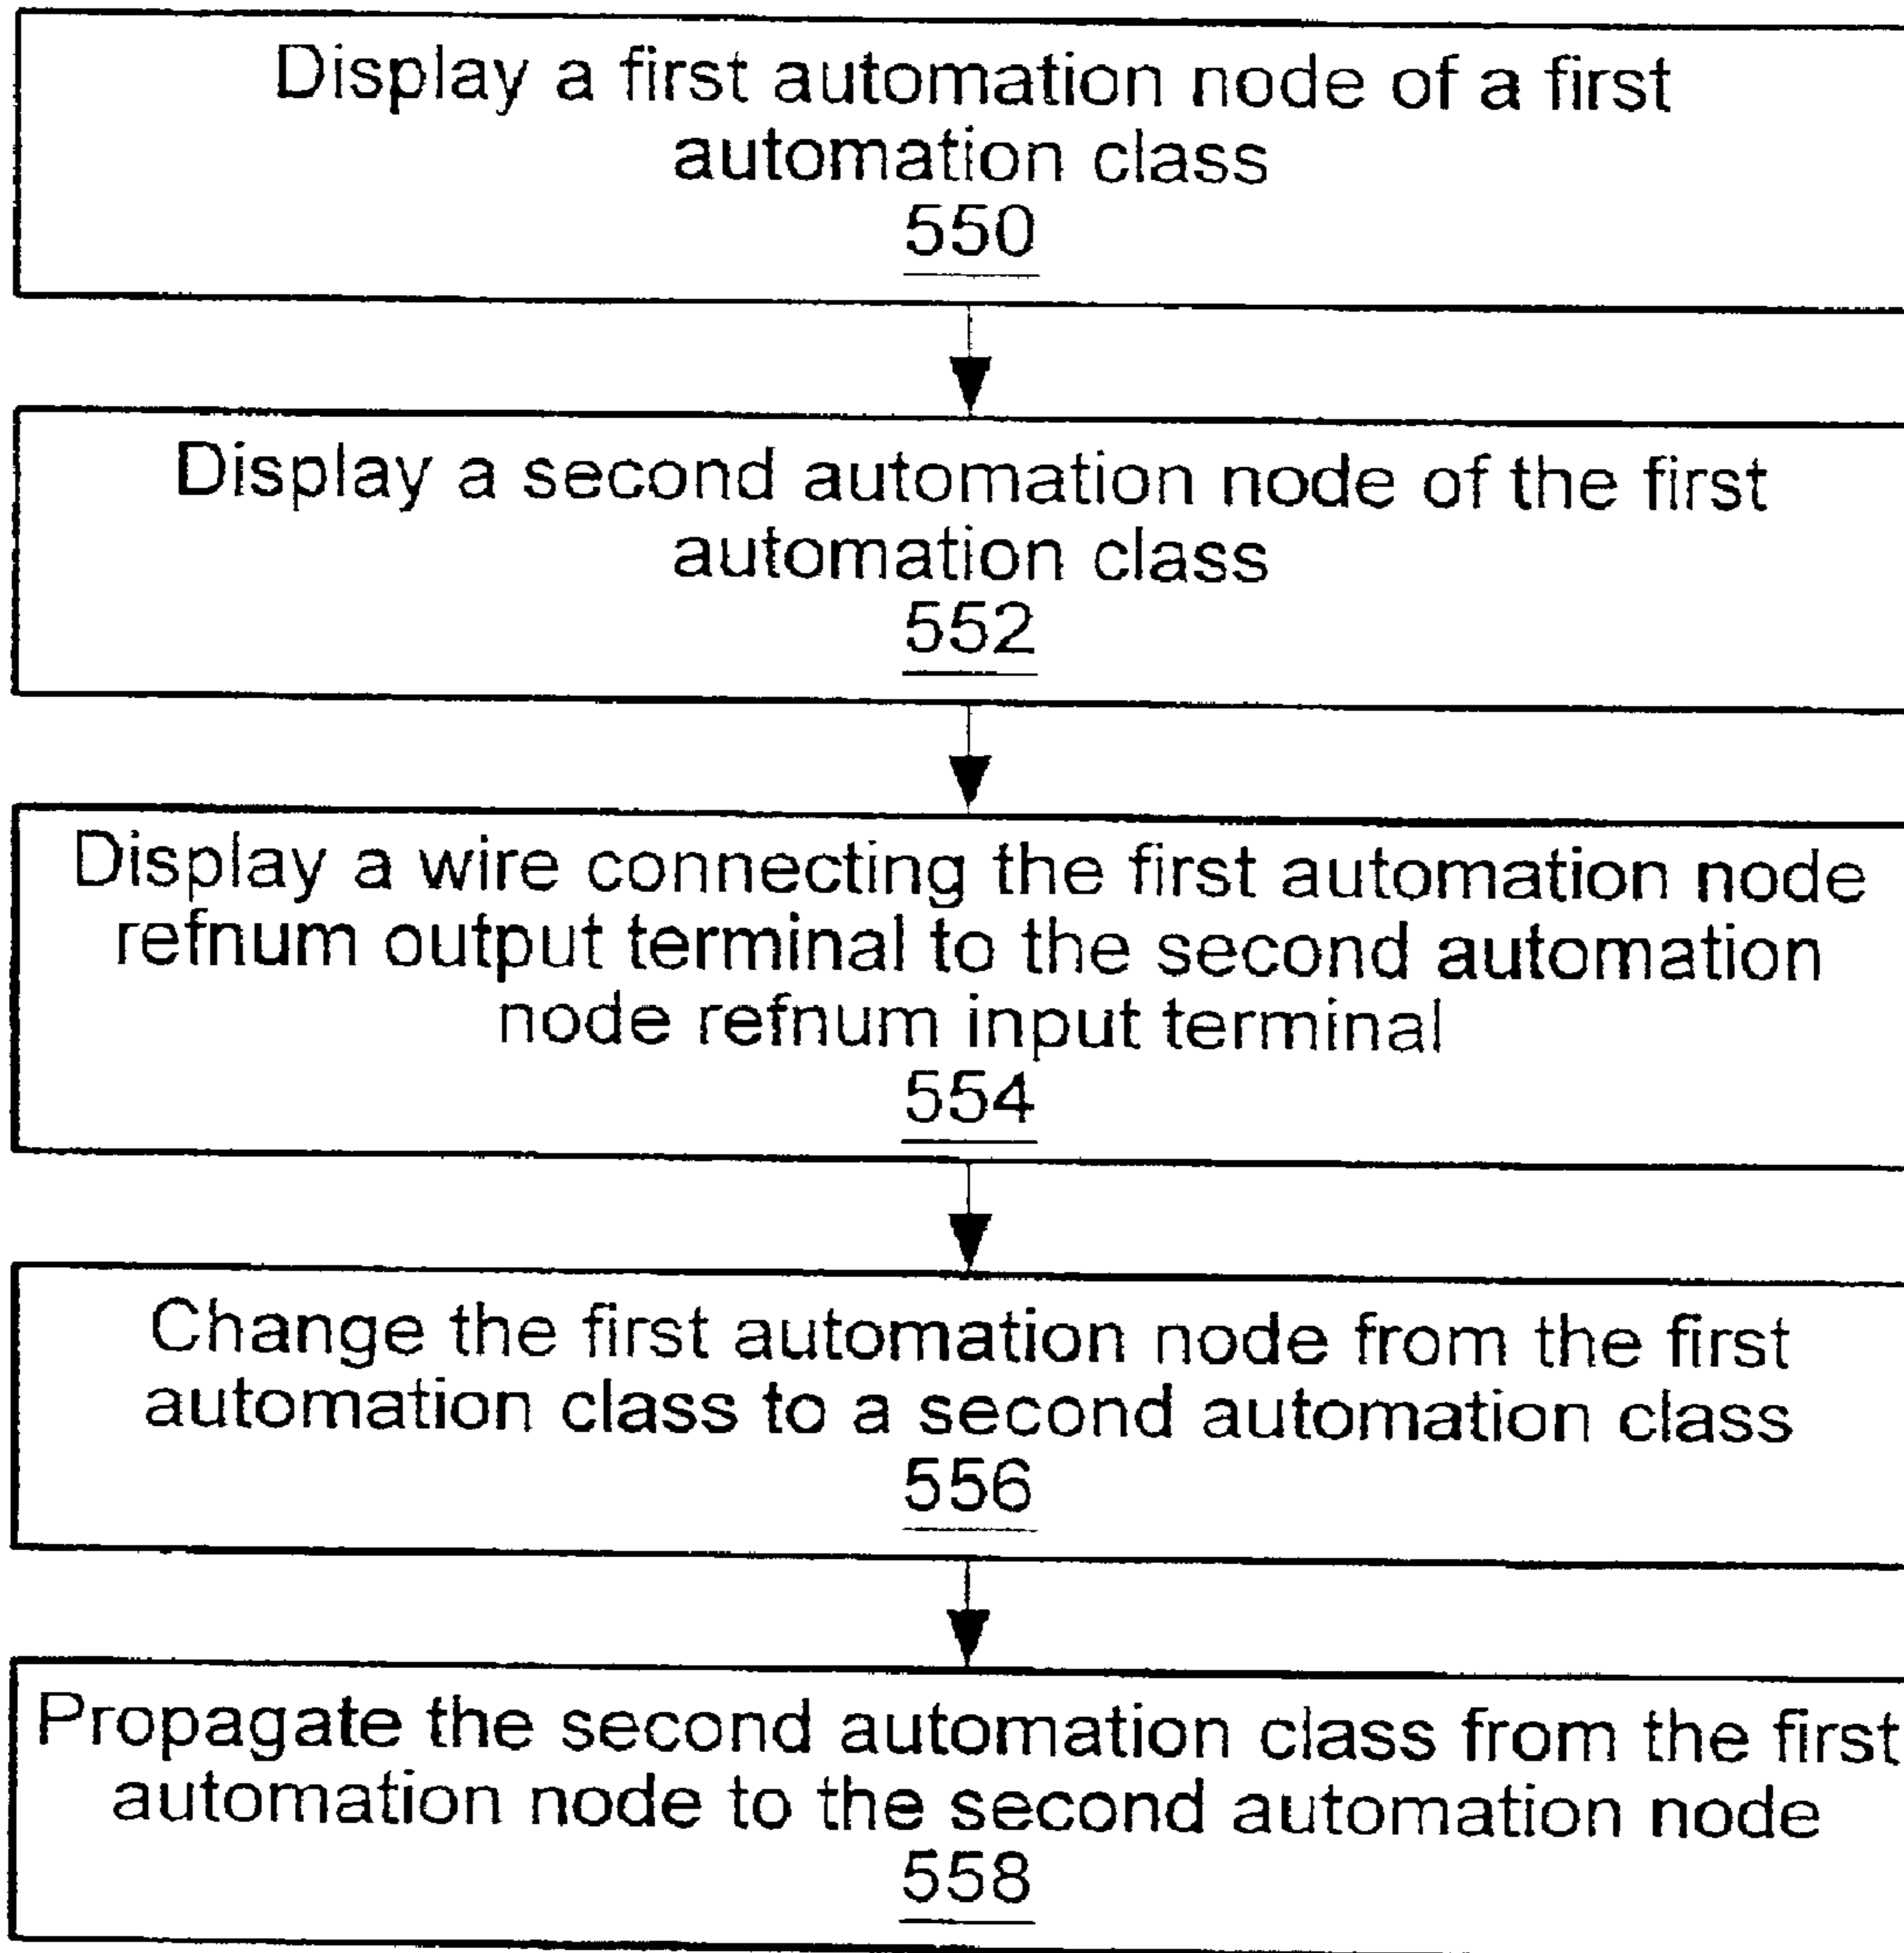 Display a first automation node of a first
automation class
550
Display a second automation node of the first
automation class
552
Display a wire connecting the first automation node
refnum output terminal to the second automation
node refnum input terminal
554
Change the first automation node from the first
automation class to a second automation class
556
Propagate the second automation class from the first
automation node to the second automation node
558